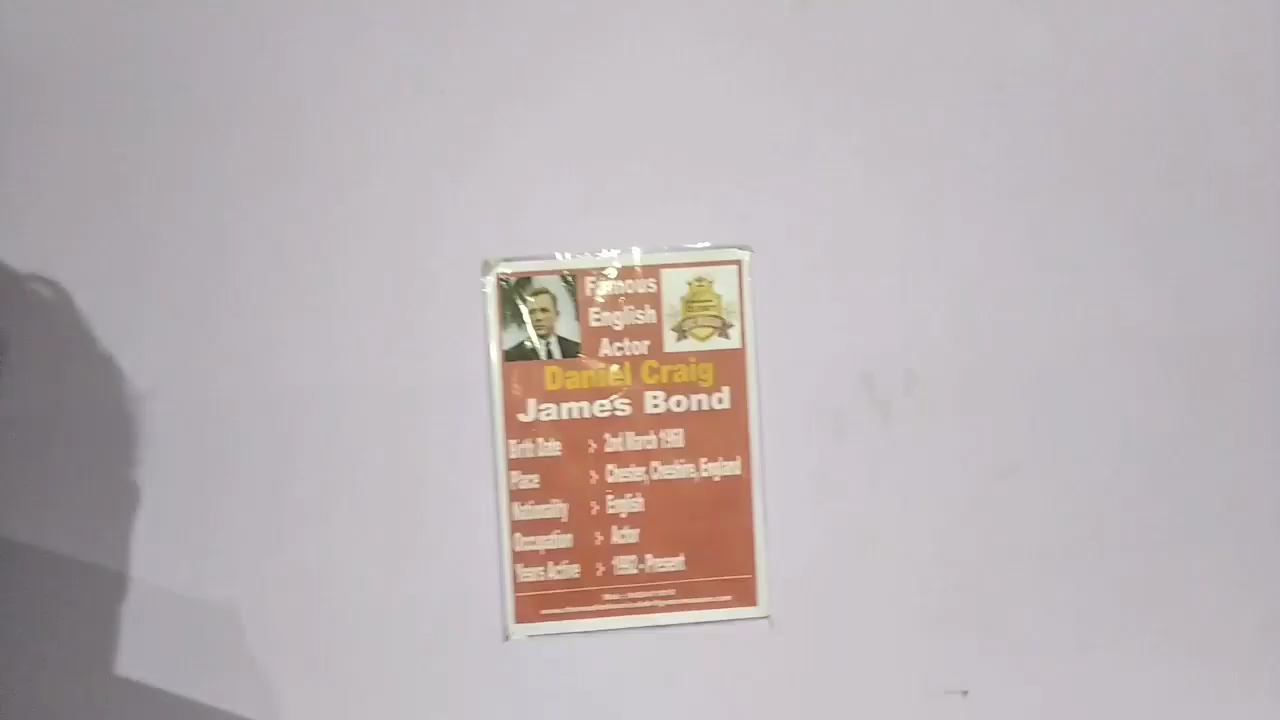 Famous
English
Actor
Daniel Craig
James Bond
Birth Date :- 2nd March 1968
Place :- Chester, Cheshire, England
Nationality :- English
Occupation :- Actor
Years Active :- 1992 - Present